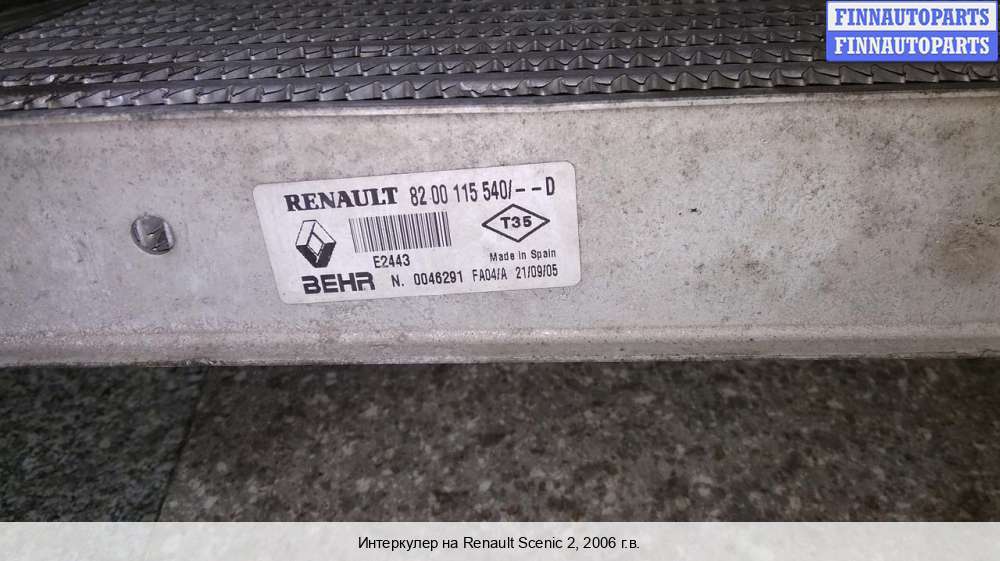 FINNAUTOPARTS
FINNAUTOPARTS
RENAULT 82 00 115 540/--D
T35
E2443
Made in Spain
BEHR N. 0046291 FA04/A 21/09/05
Интеркулер на Renault Scenic 2, 2006 г.в.